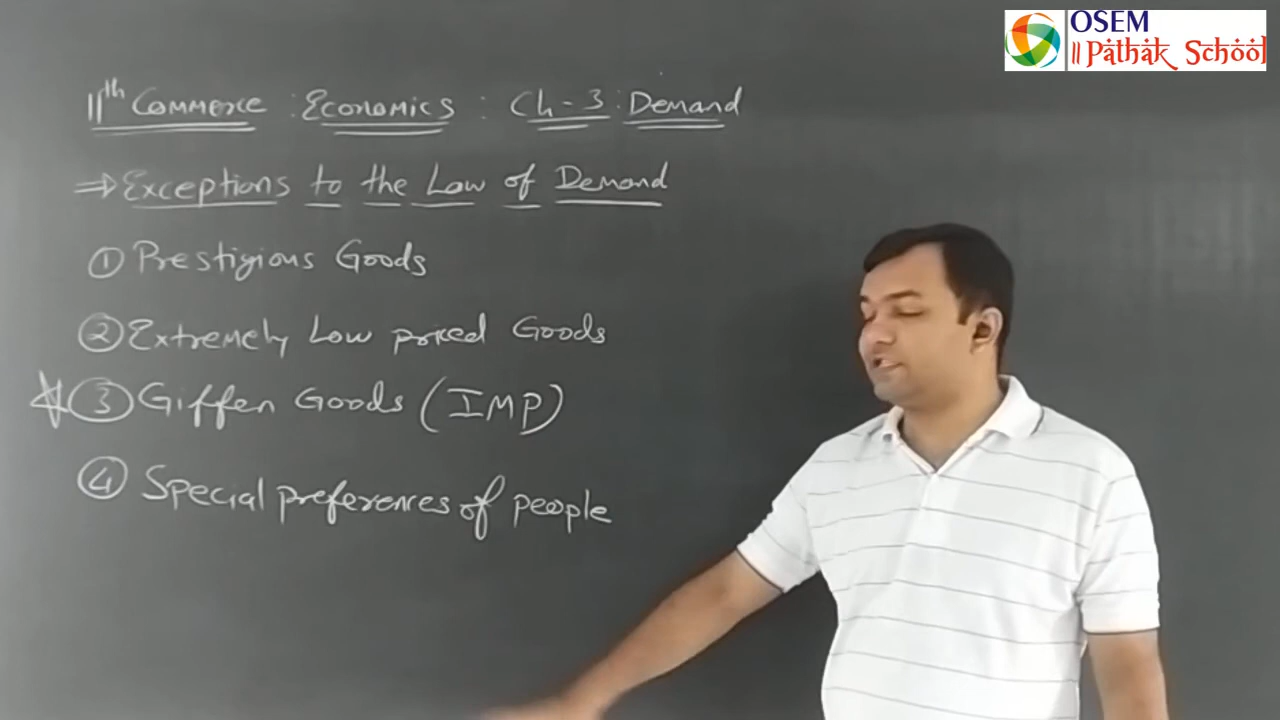 OSEM
Pathak School
11th Commerce : Economics : Ch-3 : Demand
⇒ Exceptions to the Law of Demand
① Prestigious Goods
② Extremely Low priced Goods
③ Giffen Goods (IMP)
④ Special preferences of people